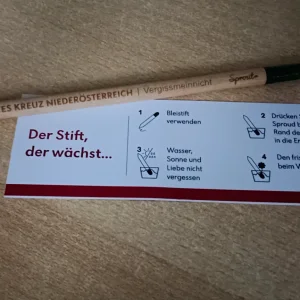 ES KREUZ NIEDERÖSTERREICH | Vergissmeinnicht
sprout
Der Stift,
der wächst...
1
Bleistift
verwenden
2
Drücken
Sproud b
Rand de
in die Er
3
Wasser,
Sonne und
Liebe nicht
vergessen
4
Den fri
beim V